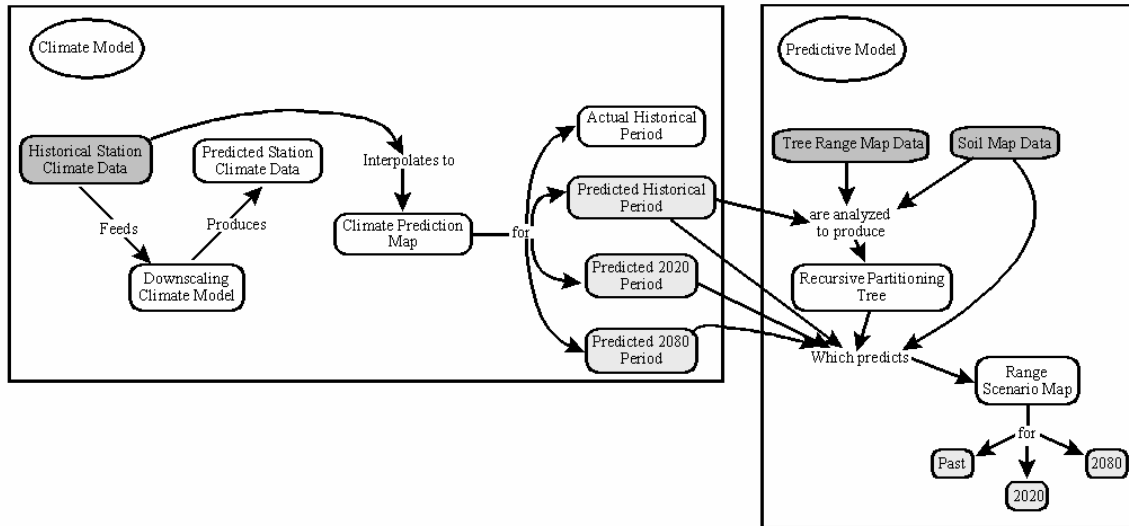 Climate Model
Historical Station
Climate Data
Predicted Station
Climate Data
Feeds
Produces
Downscaling
Climate Model
Interpolates to
Climate Prediction
Map
for
Actual Historical
Period
Predicted Historical
Period
Predicted 2020
Period
Predicted 2080
Period
Predictive Model
Tree Range Map Data
Soil Map Data
are analyzed
to produce
Recursive Partitioning
Tree
Which predicts
Range
Scenario Map
for
Past
2020
2080